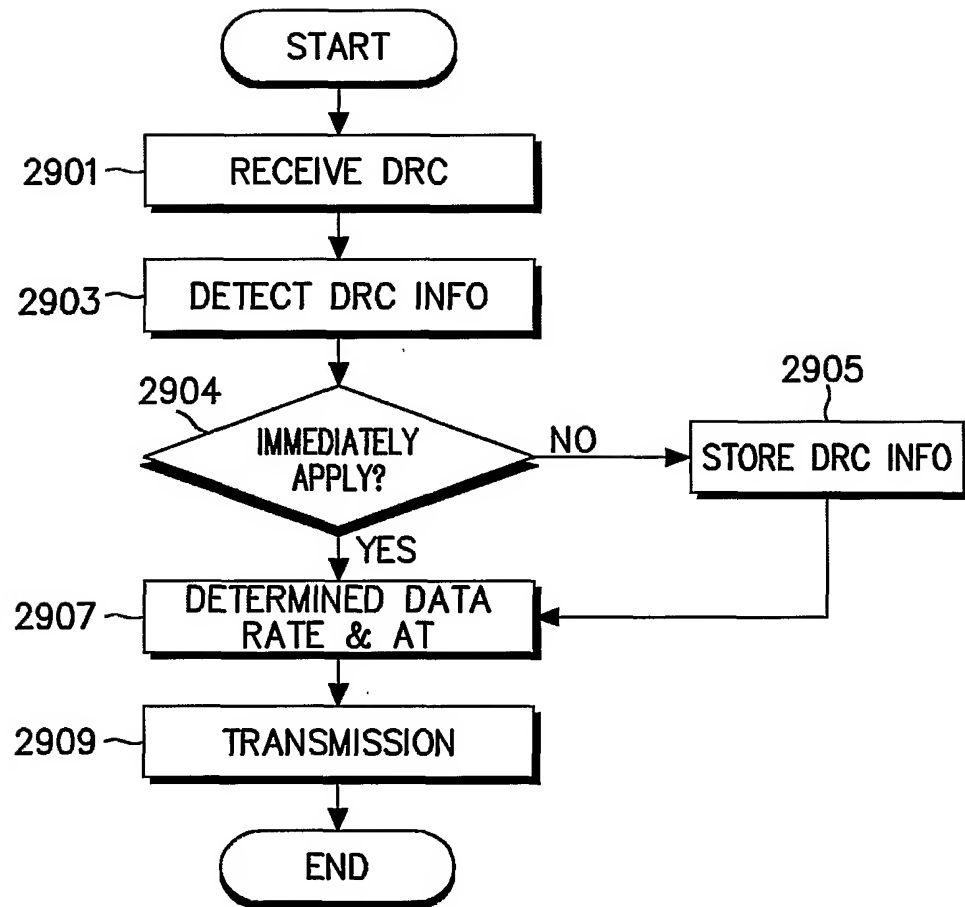 START
2901
RECEIVE DRC
2903
DETECT DRC INFO
2904
IMMEDIATELY
APPLY?
NO
2905
STORE DRC INFO
YES
2907
DETERMINED DATA
RATE & AT
2909
TRANSMISSION
END